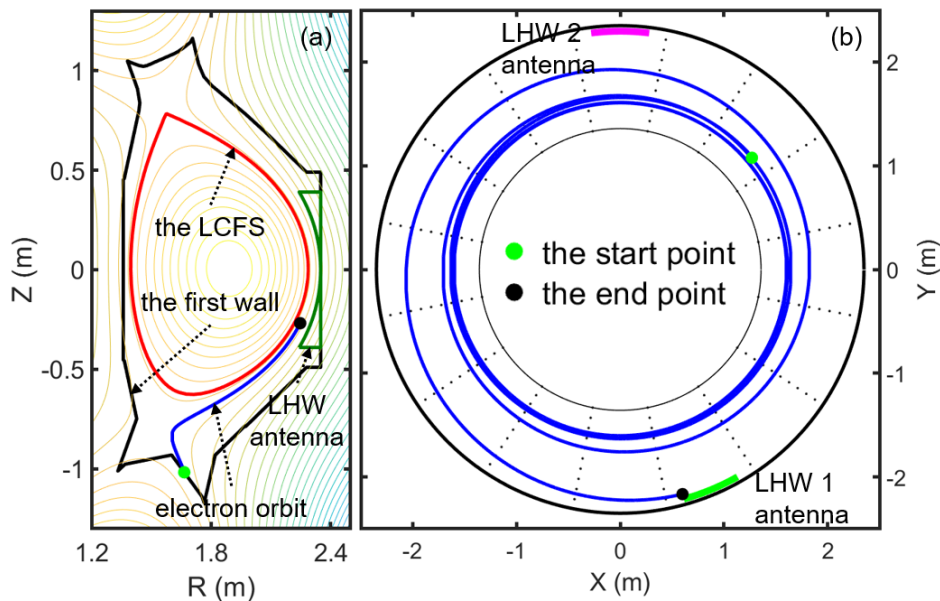 (a)
Z (m)
1
0.5
0
-0.5
-1
the LCFS
the first wall
LHW
antenna
electron orbit
1.2
1.8
2.4
R (m)
(b)
LHW 2
antenna
the start point
the end point
LHW 1
antenna
2
1
0
-1
-2
Y (m)
-2
-1
0
1
2
X (m)